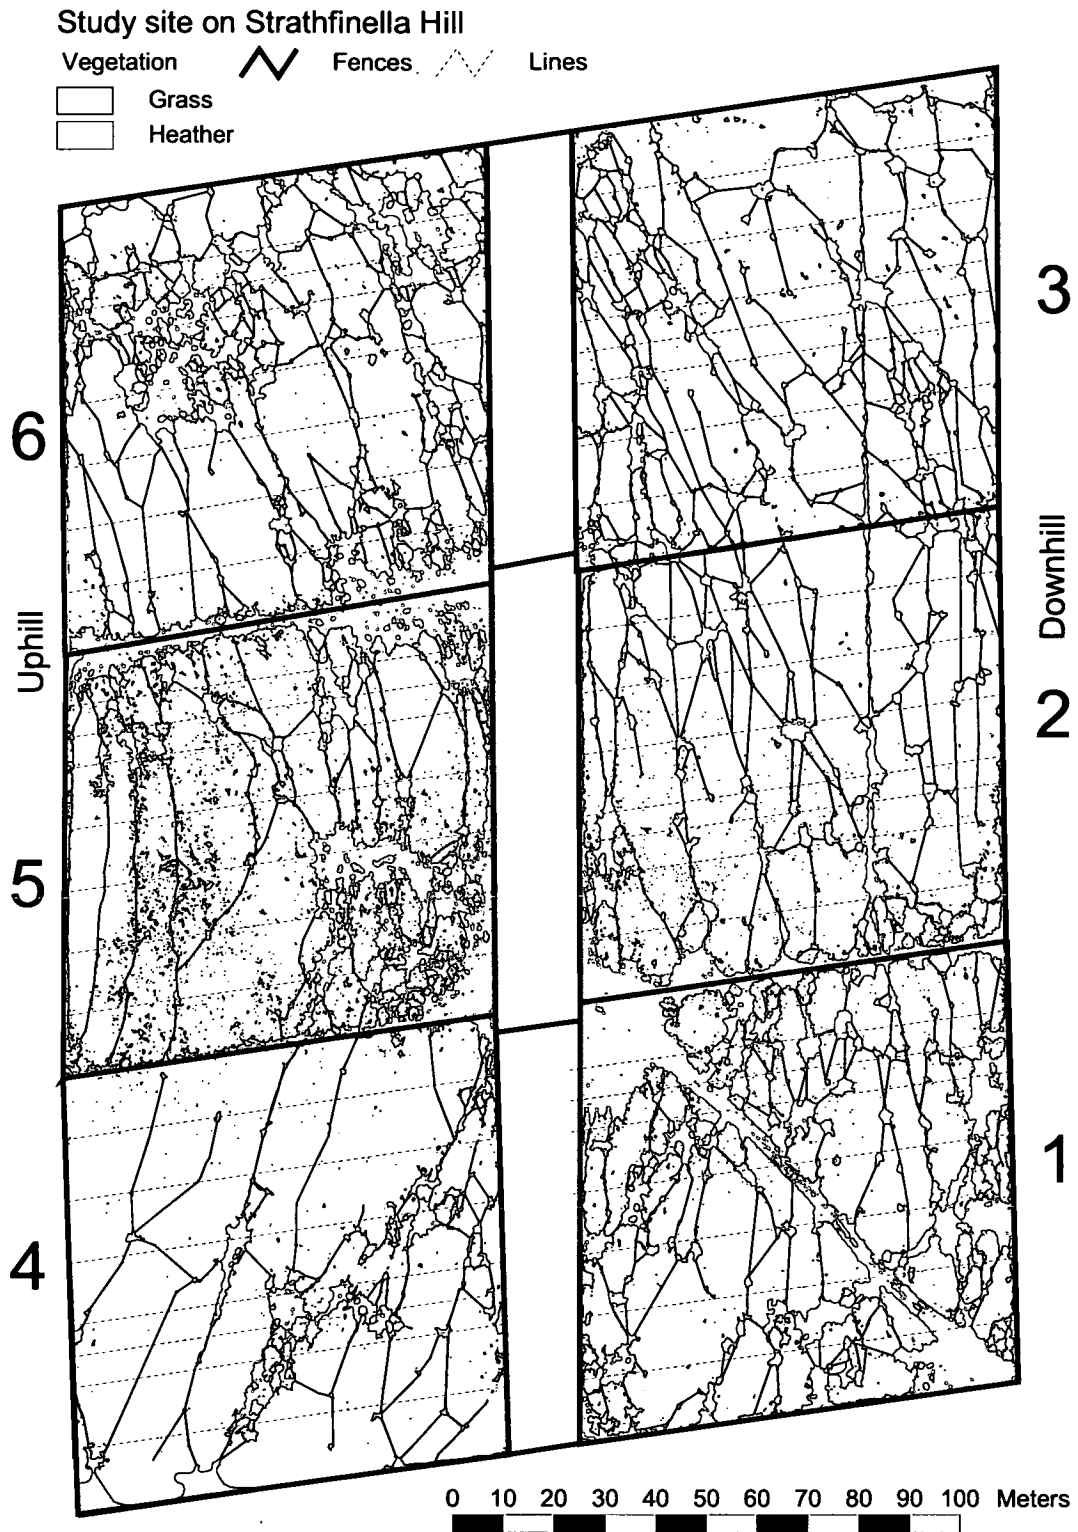 Study site on Strathfinella Hill
Vegetation Fences Lines
Grass
Heather
3
6
Uphill
Downhill
2
5
1
4
0 10 20 30 40 50 60 70 80 90 100 Meters